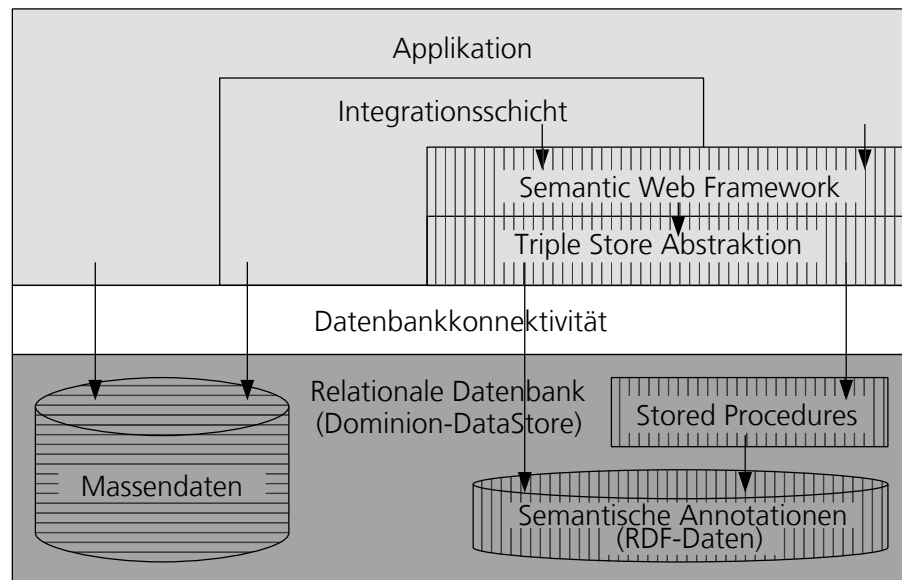 Applikation
Integrationsschicht
Semantic Web Framework
Triple Store Abstraktion
Datenbankkonnektivität
Relationale Datenbank
(Dominion-DataStore)
Stored Procedures
Massendaten
Semantische Annotationen
(RDF-Daten)